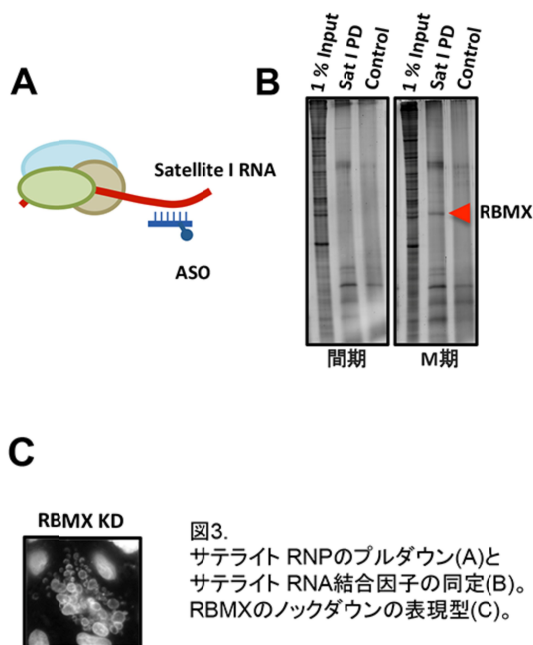 A
B
1 % Input
Sat I PD
Control
1 % Input
Sat I PD
Control
Satellite I RNA
ASO
RBMX
間期
M期
C
RBMX KD
図3.
サテライト RNPのプルダウン(A)と
サテライト RNA結合因子の同定(B)。
RBMXのノックダウンの表現型(C)。